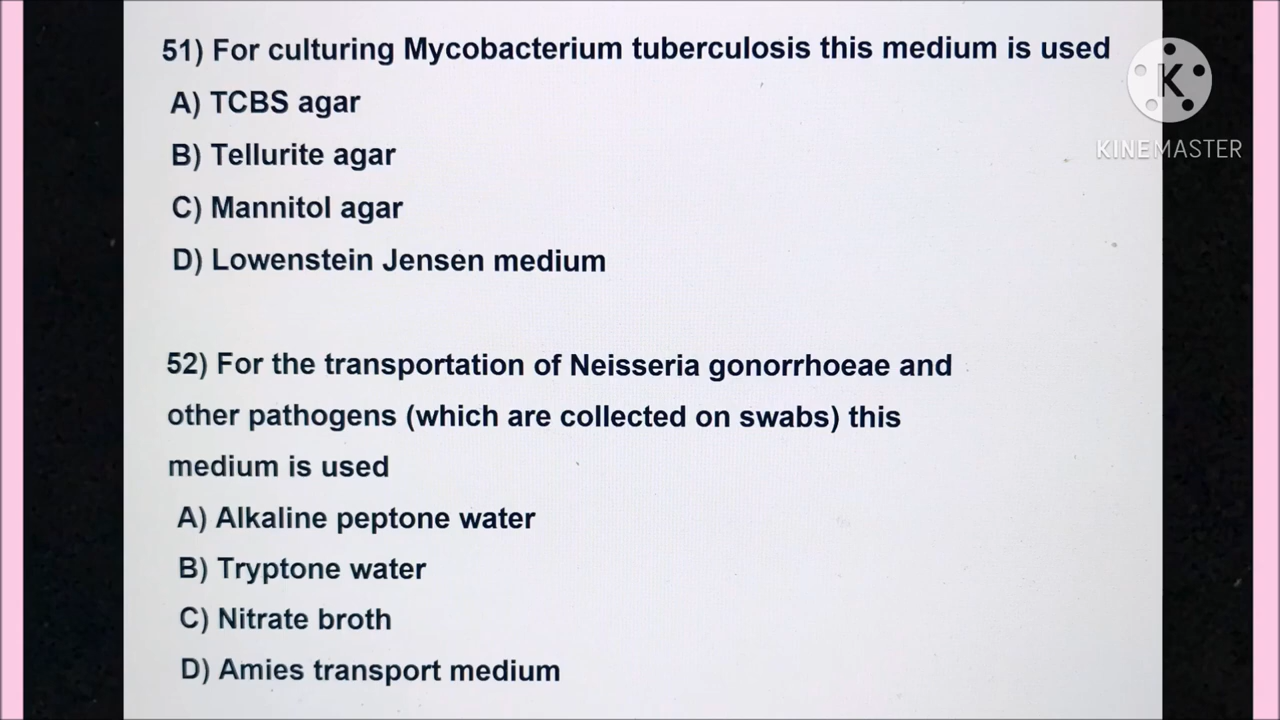 51) For culturing Mycobacterium tuberculosis this medium is used
A) TCBS agar
B) Tellurite agar
C) Mannitol agar
D) Lowenstein Jensen medium
52) For the transportation of Neisseria gonorrhoeae and
other pathogens (which are collected on swabs) this
medium is used
A) Alkaline peptone water
B) Tryptone water
C) Nitrate broth
D) Amies transport medium
K
KINEMASTER